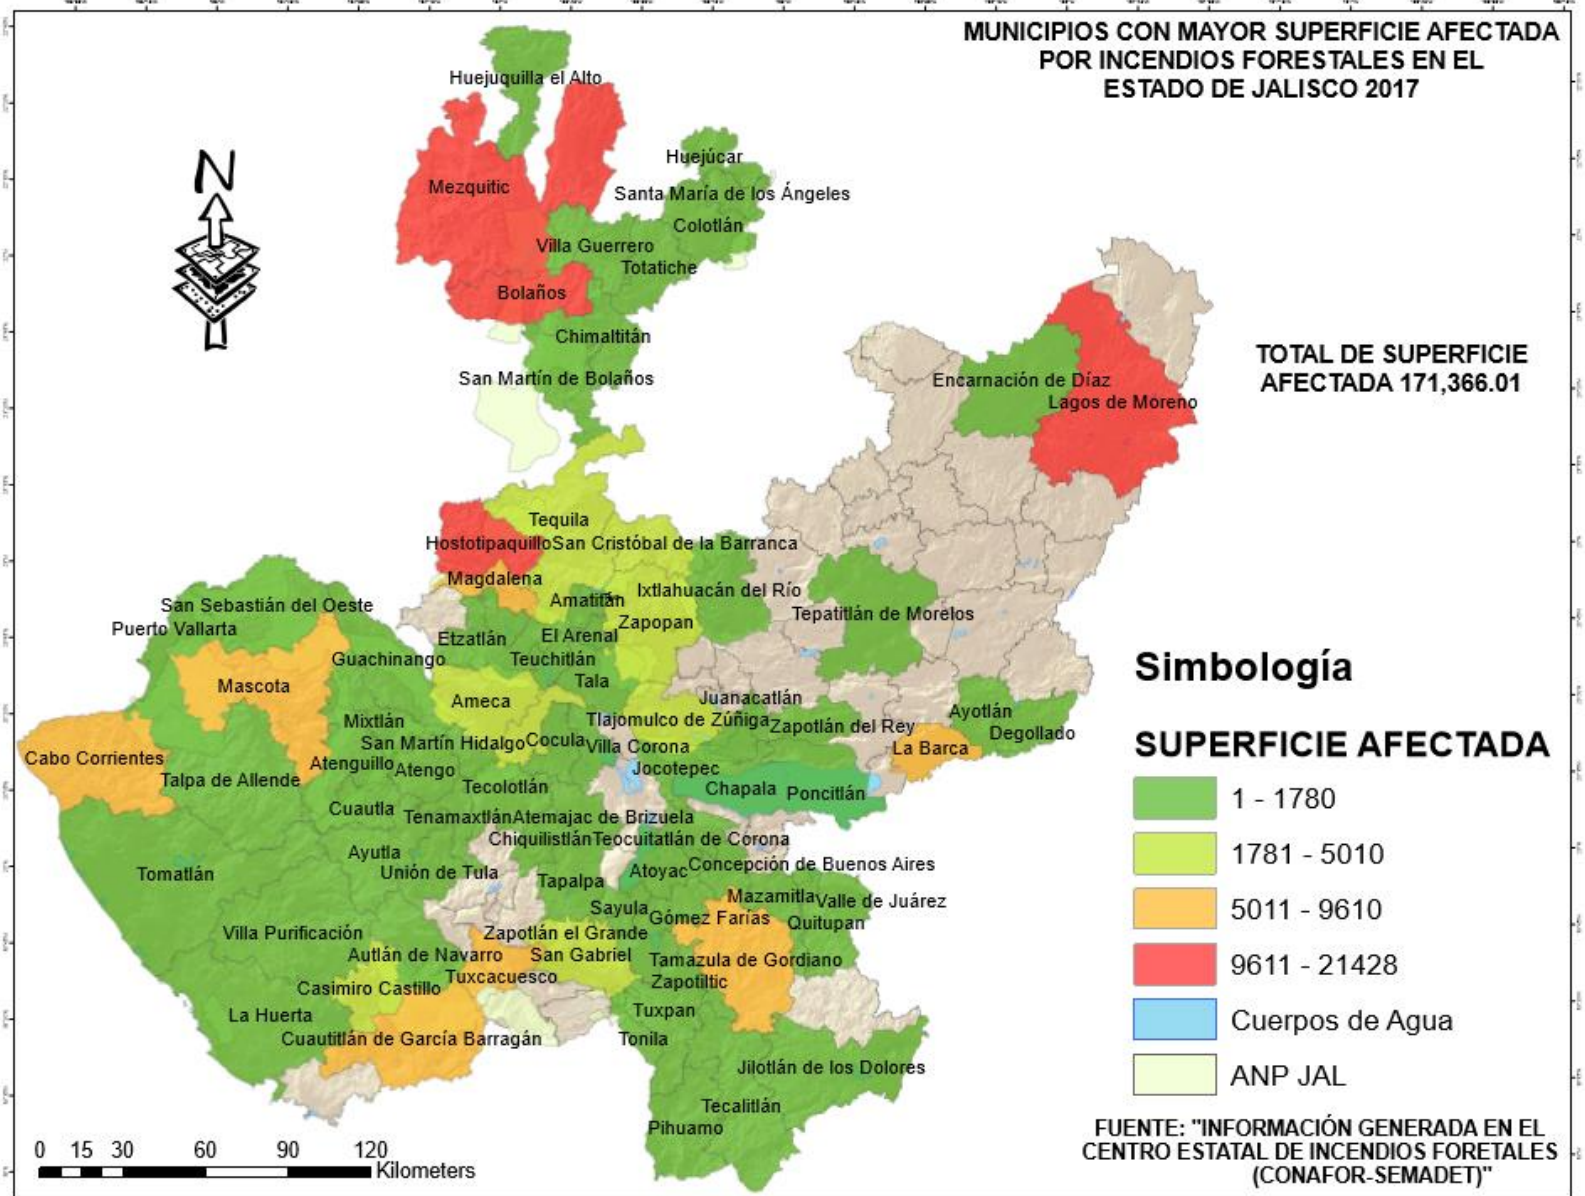 MUNICIPIOS CON MAYOR SUPERFICIE AFECTADA
POR INCENDIOS FORESTALES EN EL
ESTADO DE JALISCO 2017
N
Huejuquilla el Alto
Huejúcar
Mezquitic
Santa María de los Ángeles
Colotlán
Villa Guerrero
Totatiche
Bolaños
Chimaltitán
San Martín de Bolaños
TOTAL DE SUPERFICIE
AFECTADA 171,366.01
Encarnación de Díaz
Lagos de Moreno
Tequila
Hostotipaquillo
San Cristóbal de la Barranca
Magdalena
Ixtlahuacán del Río
Amatitán
San Sebastián del Oeste
Tepatitlán de Morelos
Zapopan
Puerto Vallarta
Etzatlán
El Arenal
Guachinango
Teuchitlán
Tala
Mascota
Ameca
Juanacatlán
Ayotlán
Mixtlán
Tlajomulco de Zúñiga
Zapotlán del Rey
Degollado
San Martín Hidalgo
Cocula
Villa Corona
La Barca
Cabo Corrientes
Atenguillo
Atengo
Jocotepec
Talpa de Allende
Tecolotlán
Chapala
Poncitlán
Cuautla
Tenamaxtlán
Atemajac de Brizuela
Chiquilistlán
Teocuitatlán de Corona
Ayutla
Unión de Tula
Tomatlán
Tapalpa
Atoyac
Concepción de Buenos Aires
Mazamitla
Valle de Juárez
Sayula
Gómez Farías
Quitupan
Villa Purificación
Zapotlán el Grande
Autlán de Navarro
San Gabriel
Tamazula de Gordiano
Tuxcacuesco
Zapotiltic
Casimiro Castillo
La Huerta
Tuxpan
Cuautitlán de García Barragán
Tonila
Jilotlán de los Dolores
Tecalitlán
Pihuamo
Simbología
SUPERFICIE AFECTADA
1 - 1780
1781 - 5010
5011 - 9610
9611 - 21428
Cuerpos de Agua
ANP JAL
FUENTE: "INFORMACIÓN GENERADA EN EL
CENTRO ESTATAL DE INCENDIOS FORETALES
(CONAFOR-SEMADET)"
0 15 30 60 90 120
Kilometers